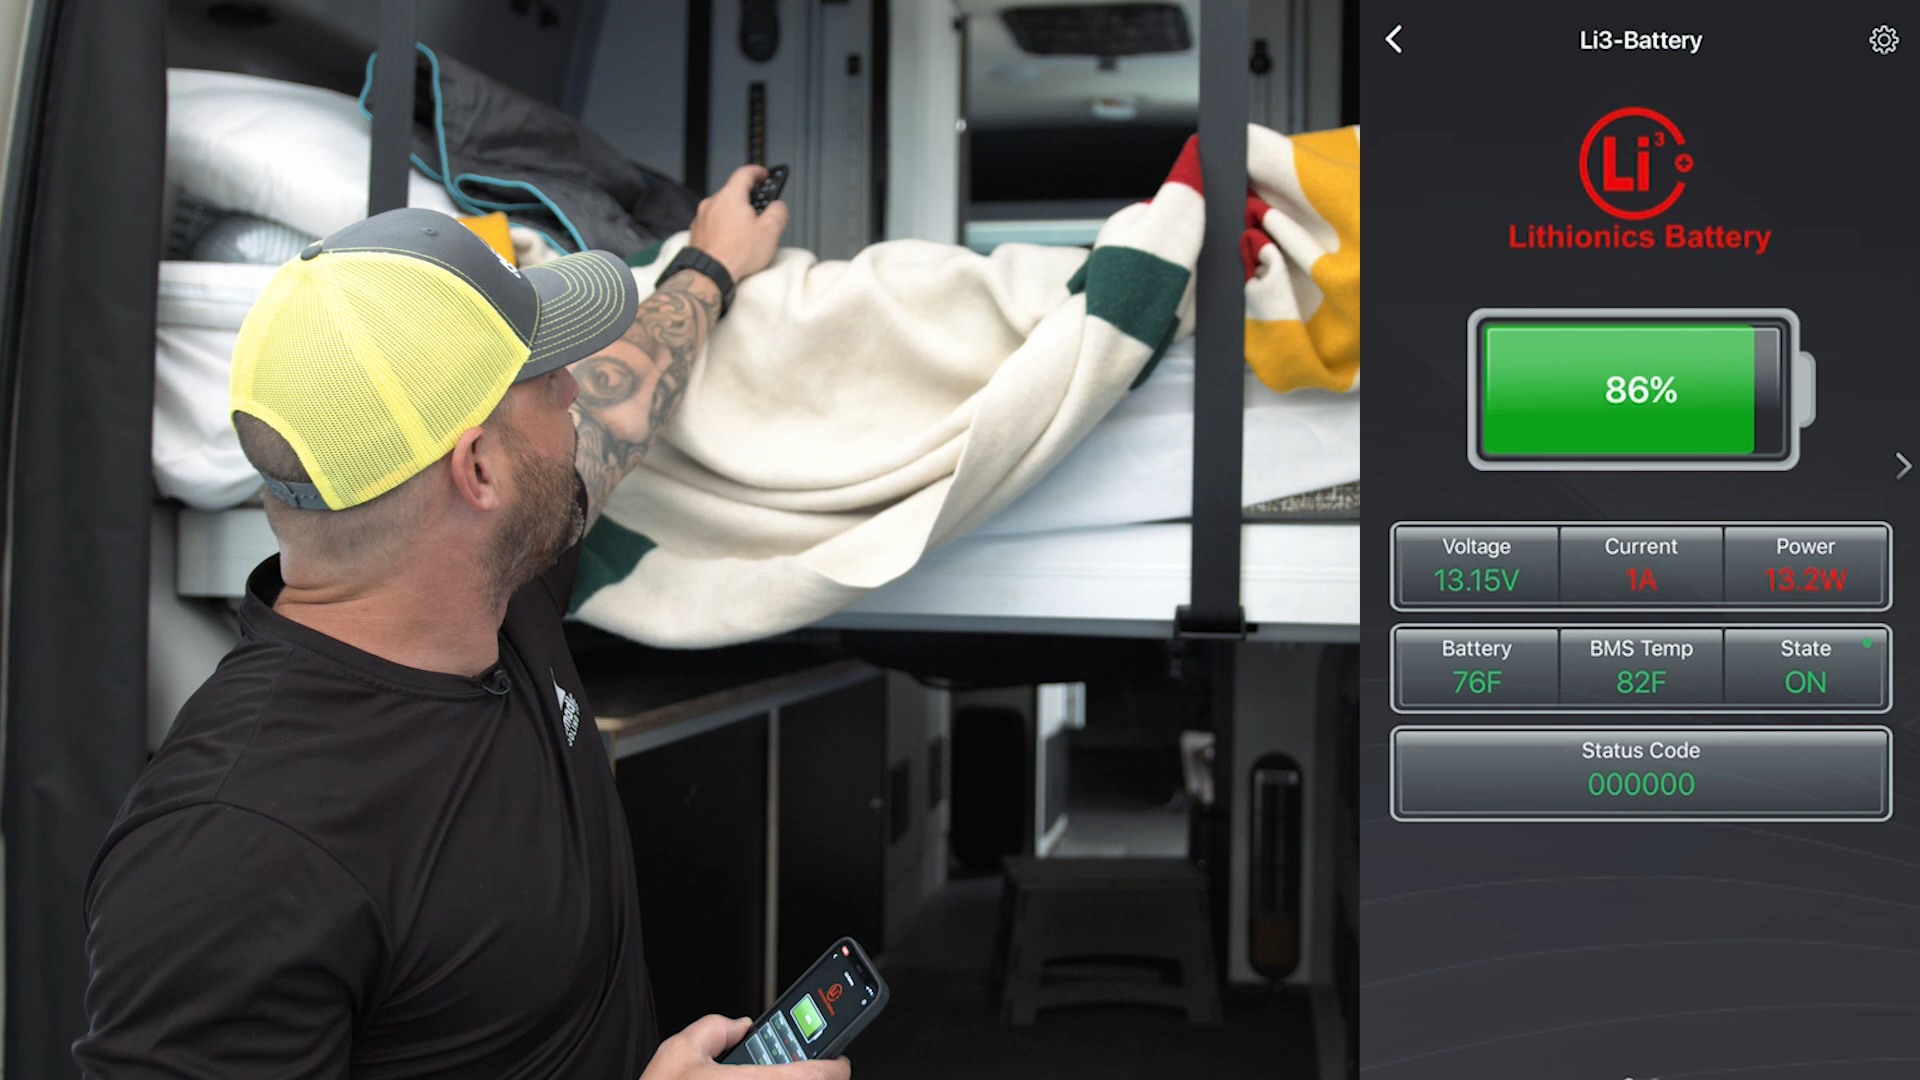 Li3-Battery
Li3
Lithionics Battery
86%
Voltage Current Power
13.15V 1A 13.2W
Battery BMS Temp State
76F 82F ON
Status Code
000000